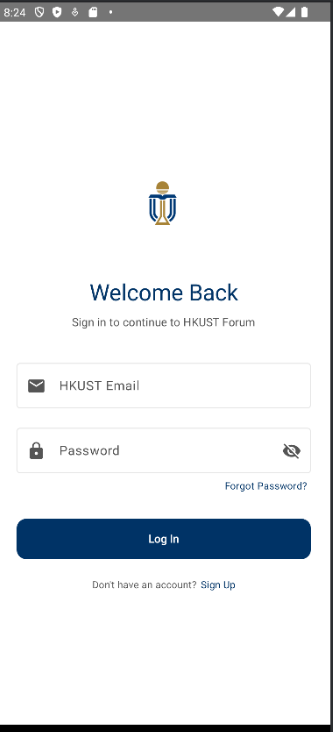 8:24
Welcome Back
Sign in to continue to HKUST Forum
HKUST Email
Password
Forgot Password?
Log In
Don't have an account? Sign Up